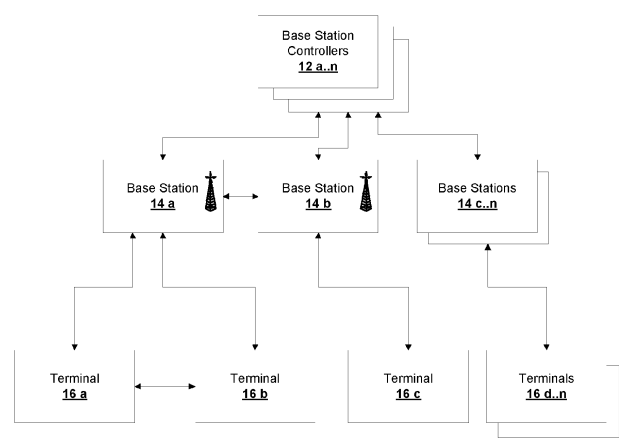 Base Station
Controllers
12 a..n
Base Station
14 a
Base Station
14 b
Base Stations
14 c..n
Terminal
16 a
Terminal
16 b
Terminal
16 c
Terminals
16 d..n